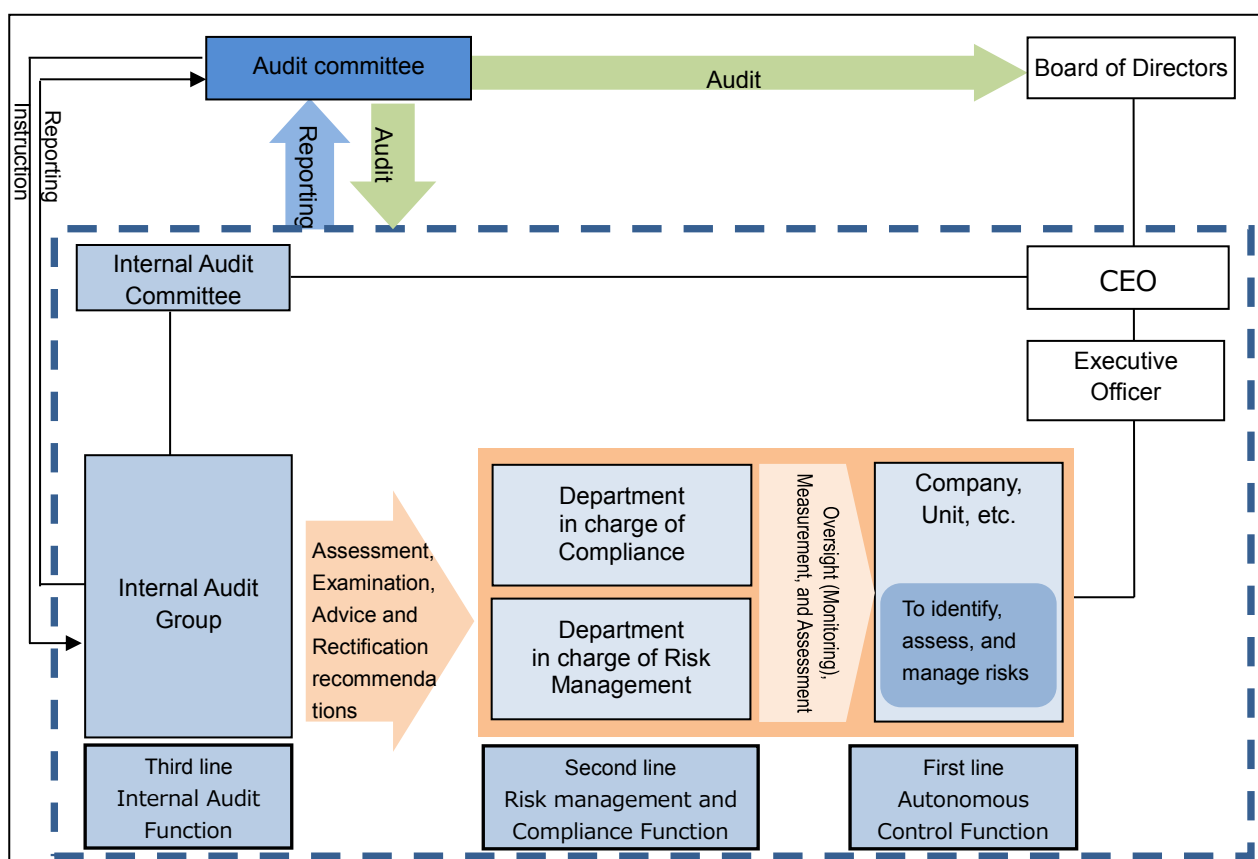 Audit committee
Audit
Board of Directors
Instruction
Reporting
Reporting
Audit
Internal Audit
Committee
CEO
Executive
Officer
Internal Audit
Group
Assessment,
Examination,
Advice and
Rectification
recommenda
tions
Department
in charge of
Compliance
Department
in charge of Risk
Management
Oversight (Monitoring),
Measurement, and Assessment
Company,
Unit, etc.
To identify,
assess, and
manage risks
Third line
Internal Audit
Function
Second line
Risk management and
Compliance Function
First line
Autonomous
Control Function